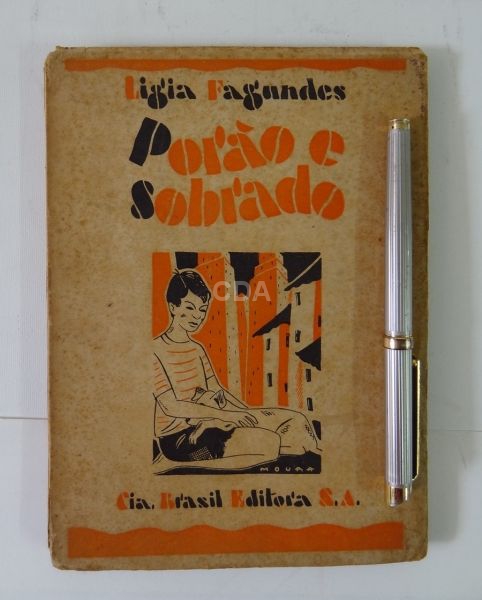 Ligia Fagundes
Porão e
Sobrado
CDA
MOURA
Cia. Brasil Editora S.A.